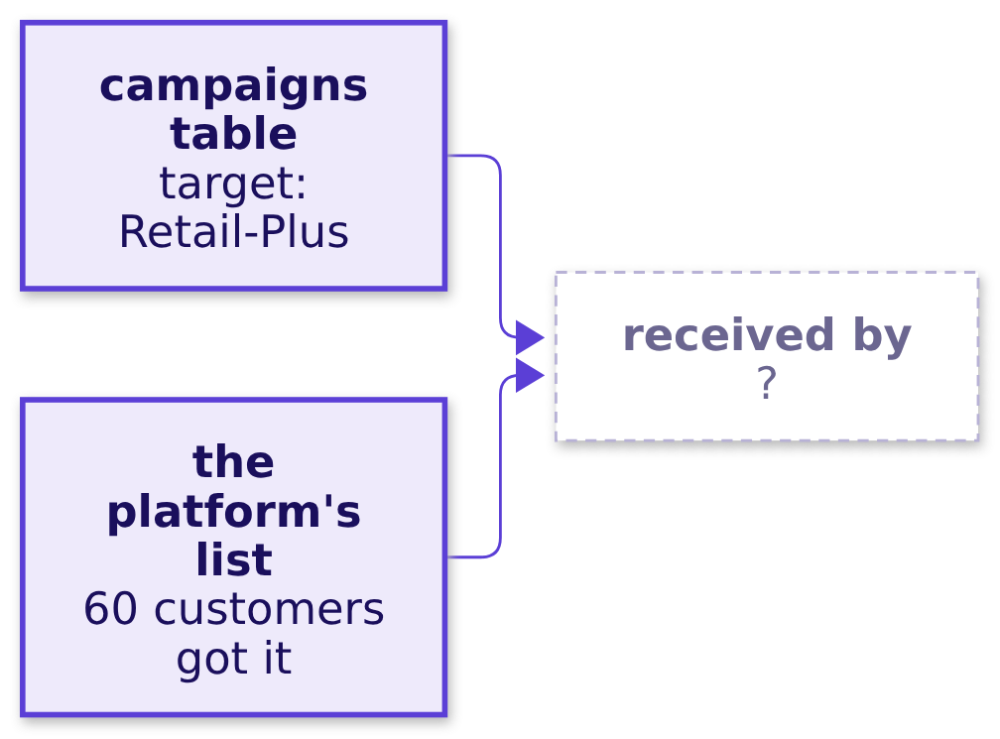 campaigns
table
target:
Retail-Plus
the
platform's
list
60 customers
got it
received by
?